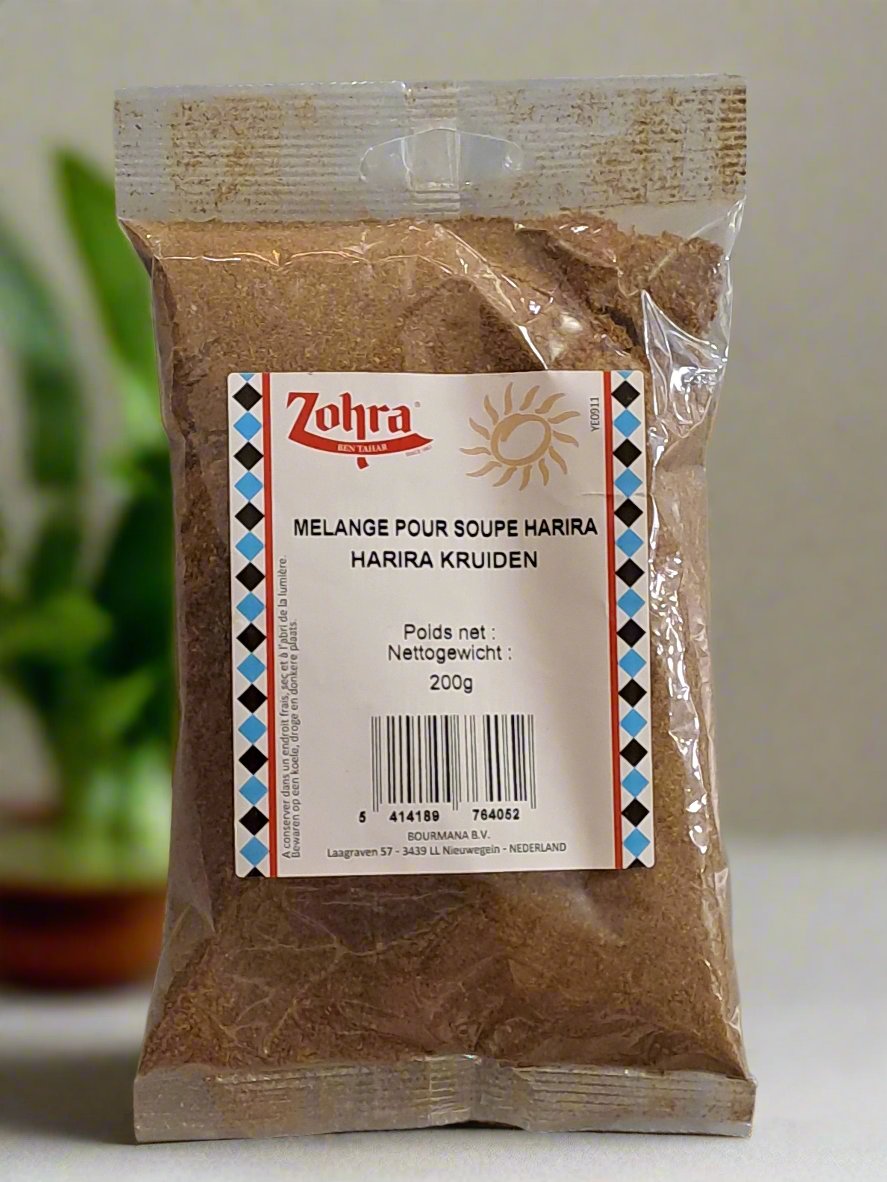 Zohra®
BEN TAHAR
YE0911
MELANGE POUR SOUPE HARIRA
HARIRA KRUIDEN
Poids net :
Nettogewicht :
200g
A conserver dans un endroit frais, sec et à l'abri de la lumière.
Bewaren op een koele, droge en donkere plaats.
5 414189 764052
BOURMANA B.V.
Laagraven 57 - 3439 LL Nieuwegein - NEDERLAND